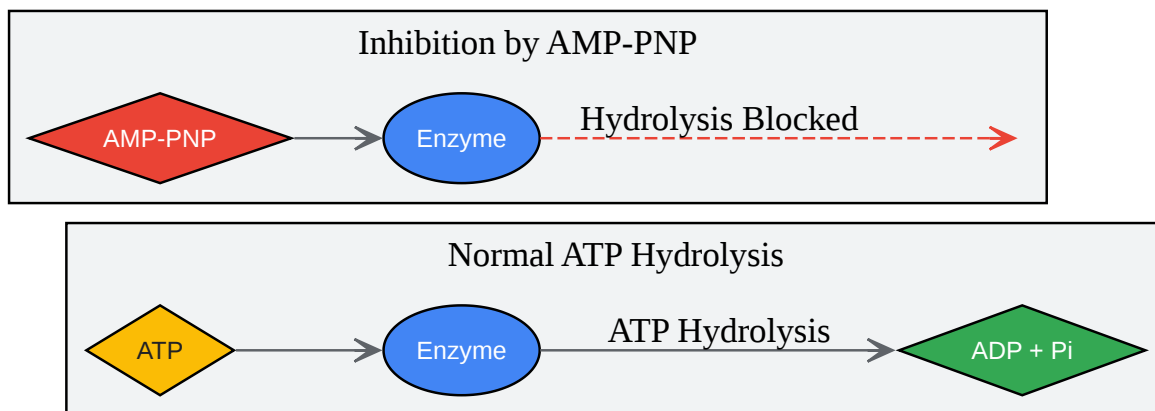 Inhibition by AMP-PNP
AMP-PNP
Enzyme
Hydrolysis Blocked
Normal ATP Hydrolysis
ATP
Enzyme
ATP Hydrolysis
ADP + Pi